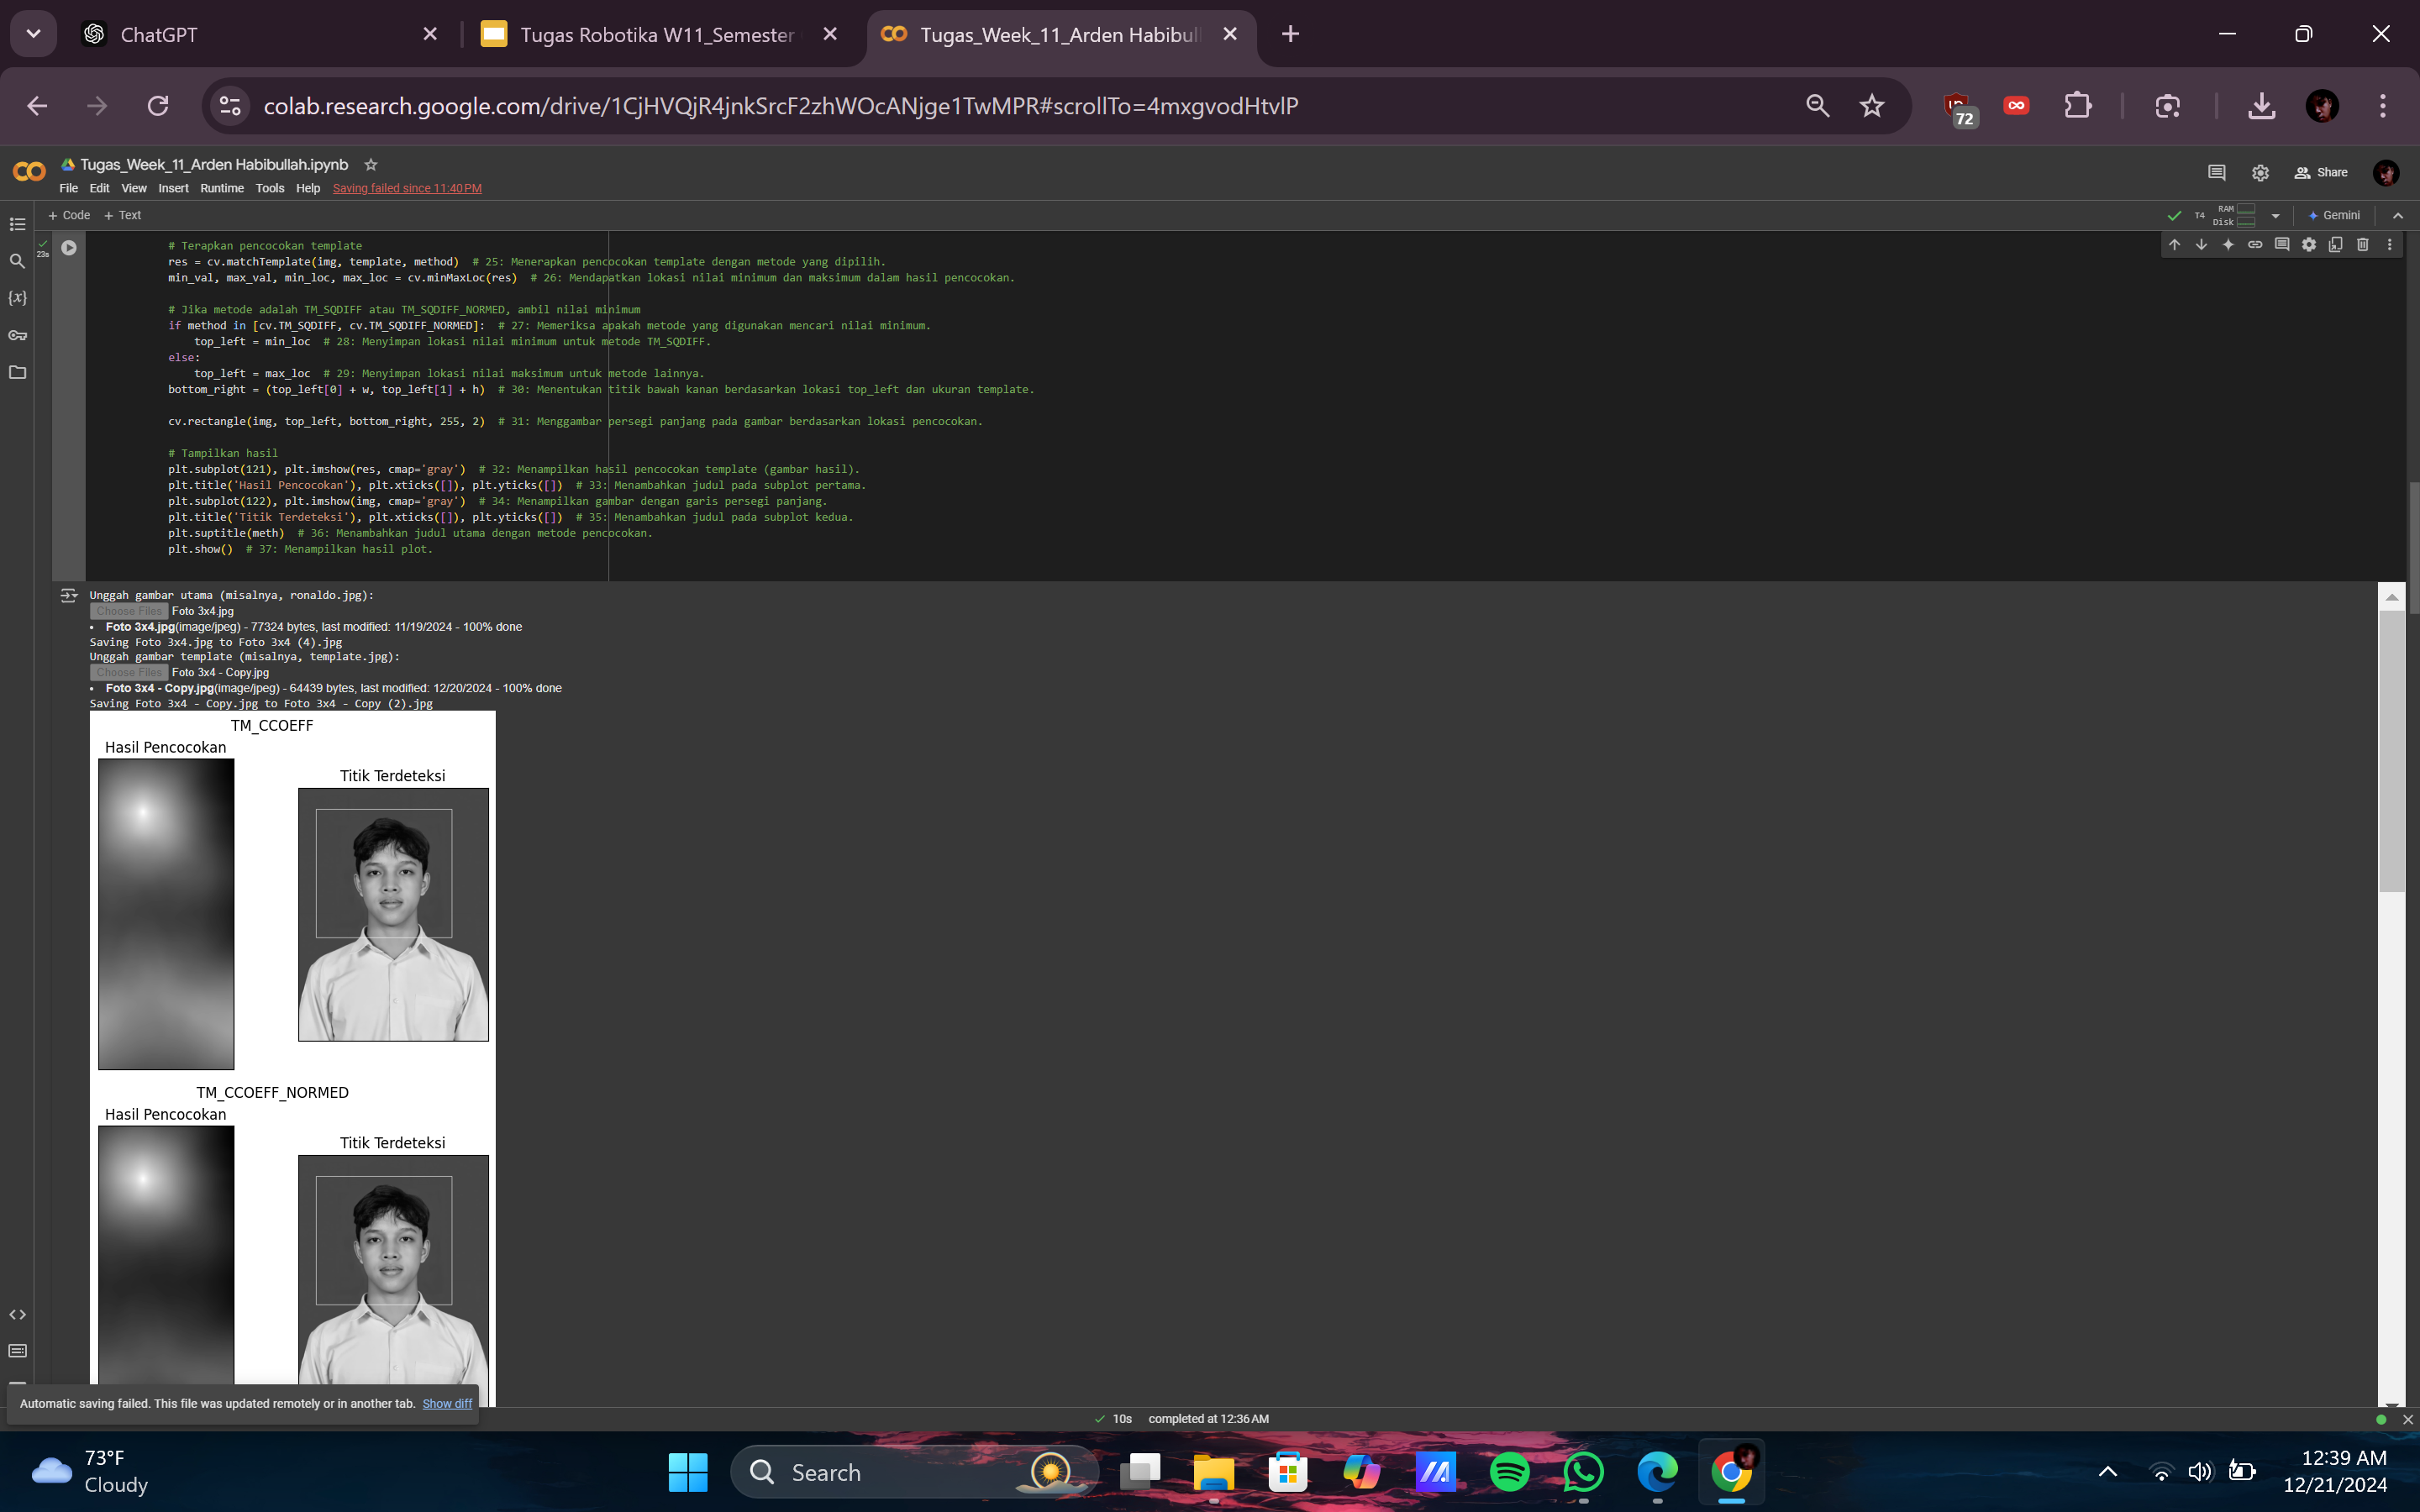 ChatGPT
Tugas Robotika W11_Semester
Tugas_Week_11_Arden Habibull
colab.research.google.com/drive/1CjHVQjR4jnkSrcF2zhWOcANjge1TwMPR#scrollTo=4mxgvodHtvlP
72
Tugas_Week_11_Arden Habibullah.ipynb
Share
File Edit View Insert Runtime Tools Help Saving failed since 11:40 PM
+ Code + Text
T4 RAM
Disk
Gemini
23s
# Terapkan pencocokan template
res = cv.matchTemplate(img, template, method) # 25: Menerapkan pencocokan template dengan metode yang dipilih.
min_val, max_val, min_loc, max_loc = cv.minMaxLoc(res) # 26: Mendapatkan lokasi nilai minimum dan maksimum dalam hasil pencocokan.
# Jika metode adalah TM_SQDIFF atau TM_SQDIFF_NORMED, ambil nilai minimum
if method in [cv.TM_SQDIFF, cv.TM_SQDIFF_NORMED]: # 27: Memeriksa apakah metode yang digunakan mencari nilai minimum.
top_left = min_loc # 28: Menyimpan lokasi nilai minimum untuk metode TM_SQDIFF.
else:
top_left = max_loc # 29: Menyimpan lokasi nilai maksimum untuk metode lainnya.
bottom_right = (top_left[0] + w, top_left[1] + h) # 30: Menentukan titik bawah kanan berdasarkan lokasi top_left dan ukuran template.
cv.rectangle(img, top_left, bottom_right, 255, 2) # 31: Menggambar persegi panjang pada gambar berdasarkan lokasi pencocokan.
# Tampilkan hasil
plt.subplot(121), plt.imshow(res, cmap='gray') # 32: Menampilkan hasil pencocokan template (gambar hasil).
plt.title('Hasil Pencocokan'), plt.xticks([]), plt.yticks([]) # 33: Menambahkan judul pada subplot pertama.
plt.subplot(122), plt.imshow(img, cmap='gray') # 34: Menampilkan gambar dengan garis persegi panjang.
plt.title('Titik Terdeteksi'), plt.xticks([]), plt.yticks([]) # 35: Menambahkan judul pada subplot kedua.
plt.suptitle(meth) # 36: Menambahkan judul utama dengan metode pencocokan.
plt.show() # 37: Menampilkan hasil plot.
Unggah gambar utama (misalnya, ronaldo.jpg):
Choose Files Foto 3x4.jpg
• Foto 3x4.jpg(image/jpeg) - 77324 bytes, last modified: 11/19/2024 - 100% done
Saving Foto 3x4.jpg to Foto 3x4 (4).jpg
Unggah gambar template (misalnya, template.jpg):
Choose Files Foto 3x4 - Copy.jpg
• Foto 3x4 - Copy.jpg(image/jpeg) - 64439 bytes, last modified: 12/20/2024 - 100% done
Saving Foto 3x4 - Copy.jpg to Foto 3x4 - Copy (2).jpg
TM_CCOEFF
Hasil Pencocokan
Titik Terdeteksi
TM_CCOEFF_NORMED
Hasil Pencocokan
Titik Terdeteksi
Automatic saving failed. This file was updated remotely or in another tab. Show diff
10s completed at 12:36 AM
73°F
Cloudy
Search
12:39 AM
12/21/2024